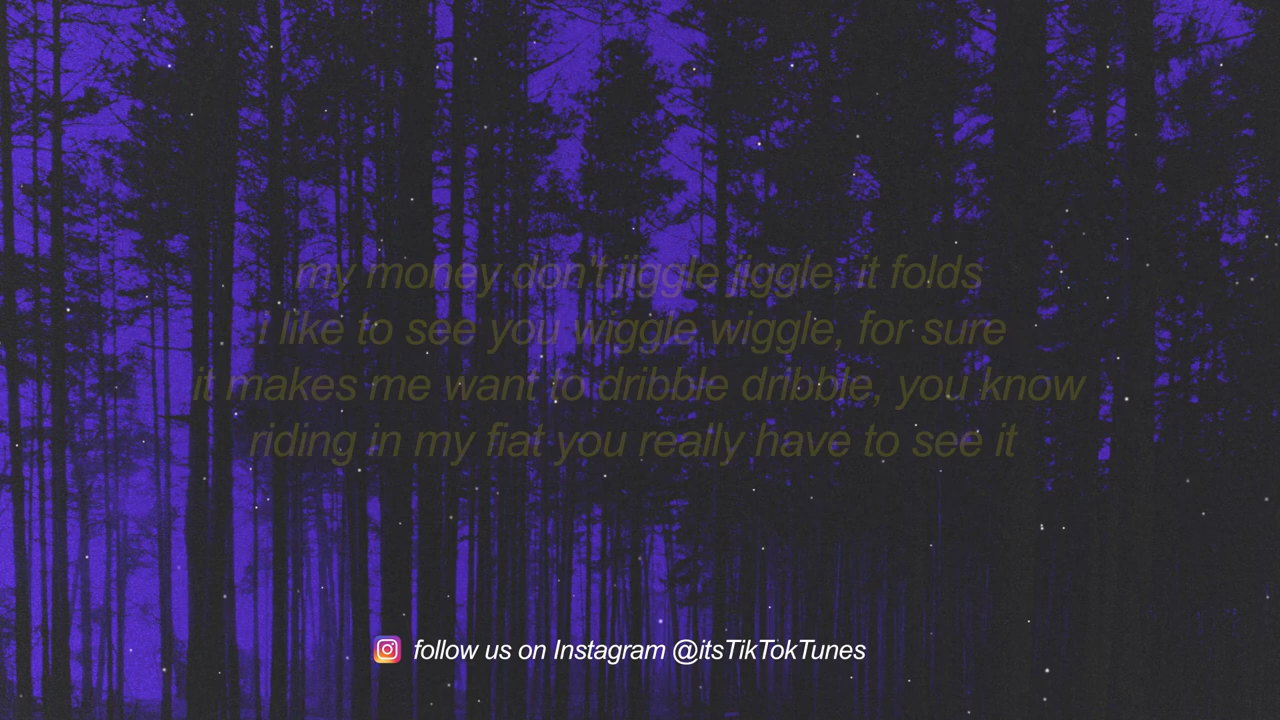 my money don't jiggle jiggle, it folds
I like to see you wiggle wiggle, for sure
it makes me want to dribble dribble, you know
riding in my fiat you really have to see it
follow us on Instagram @itsTikTokTunes